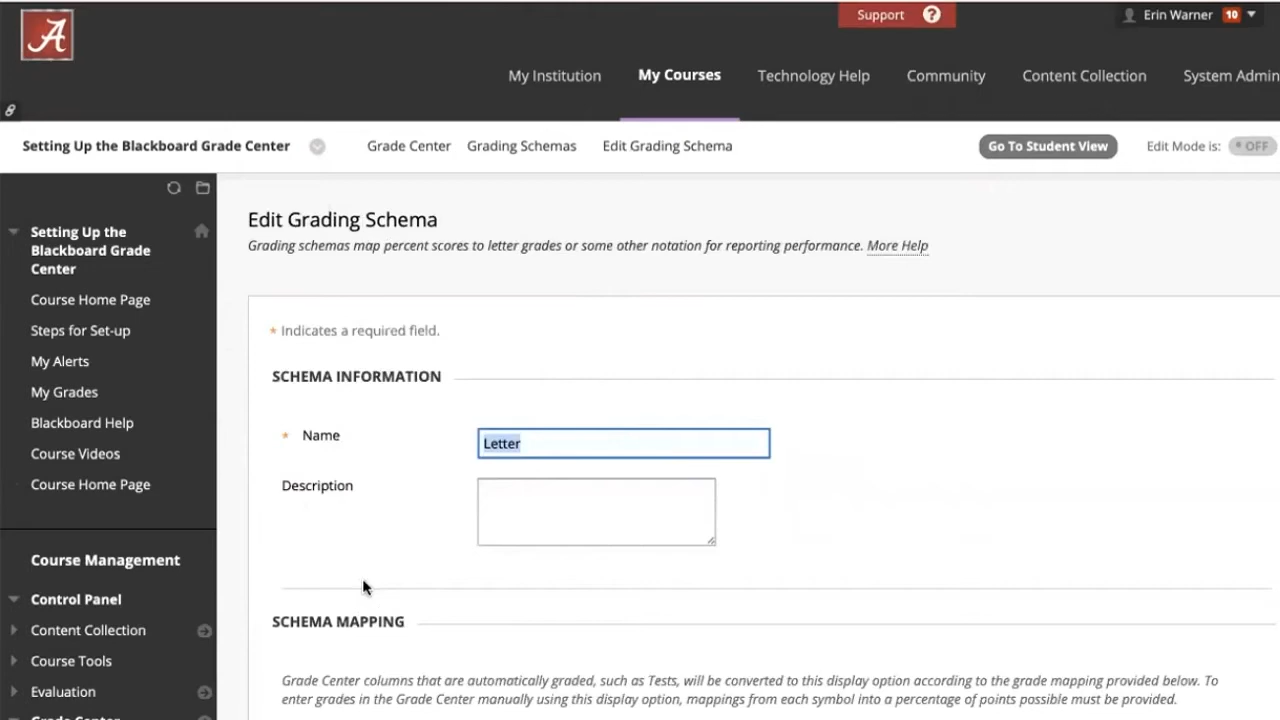 A
Support ?
Erin Warner 10
My Institution My Courses Technology Help Community Content Collection System Admin
Setting Up the Blackboard Grade Center Grade Center Grading Schemas Edit Grading Schema Go To Student View Edit Mode is: OFF
Setting Up the
Blackboard Grade
Center
Course Home Page
Steps for Set-up
My Alerts
My Grades
Blackboard Help
Course Videos
Course Home Page
Course Management
Control Panel
Content Collection
Course Tools
Evaluation
Grade Center
Edit Grading Schema
Grading schemas map percent scores to letter grades or some other notation for reporting performance. More Help
* Indicates a required field.
SCHEMA INFORMATION
* Name Letter
Description
SCHEMA MAPPING
Grade Center columns that are automatically graded, such as Tests, will be converted to this display option according to the grade mapping provided below. To
enter grades in the Grade Center manually using this display option, mappings from each symbol into a percentage of points possible must be provided.